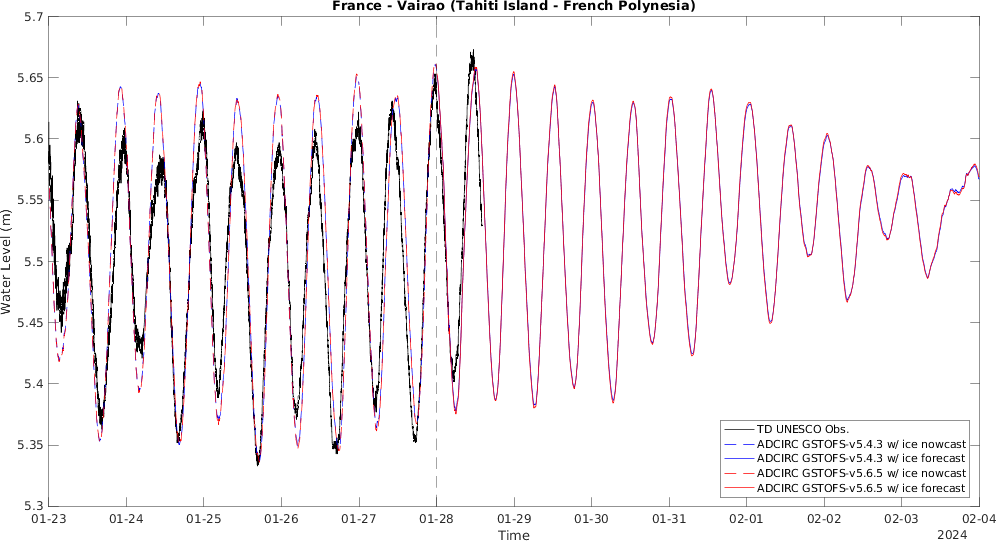 France - Vairao (Tahiti Island - French Polynesia)
5.7
5.65
5.6
5.55
5.5
5.45
5.4
5.35
5.3
Water Level (m)
TD UNESCO Obs.
ADCIRC GSTOFS-v5.4.3 w/ ice nowcast
ADCIRC GSTOFS-v5.4.3 w/ ice forecast
ADCIRC GSTOFS-v5.6.5 w/ ice nowcast
ADCIRC GSTOFS-v5.6.5 w/ ice forecast
01-23 01-24 01-25 01-26 01-27 01-28 01-29 01-30 01-31 02-01 02-02 02-03 02-04
Time
2024